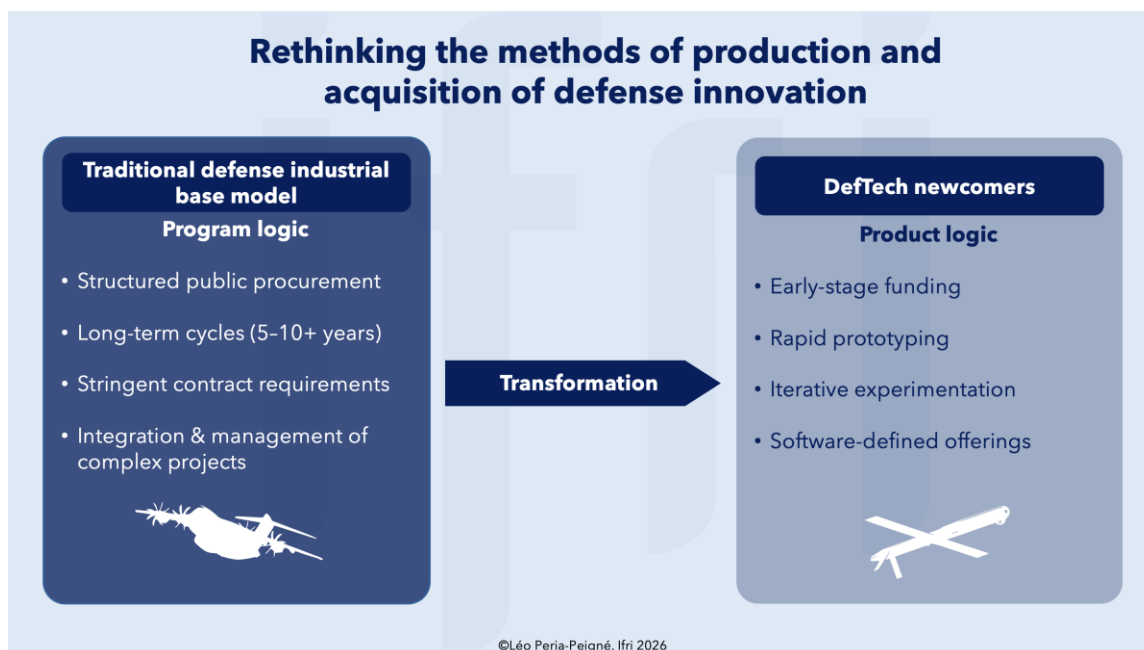 Rethinking the methods of production and
acquisition of defense innovation
Traditional defense industrial
base model
Program logic
• Structured public procurement
• Long-term cycles (5–10+ years)
• Stringent contract requirements
• Integration & management of
complex projects
Transformation
DefTech newcomers
Product logic
• Early-stage funding
• Rapid prototyping
• Iterative experimentation
• Software-defined offerings
©Léo Peria-Peigné, Ifri 2026